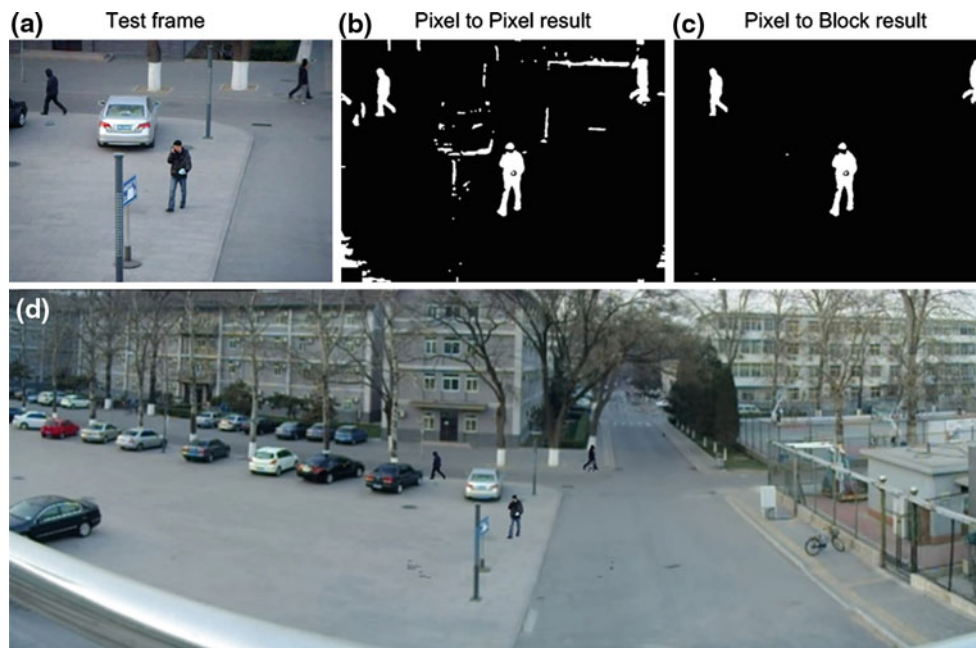 (a) Test frame
(b) Pixel to Pixel result
(c) Pixel to Block result
(d)